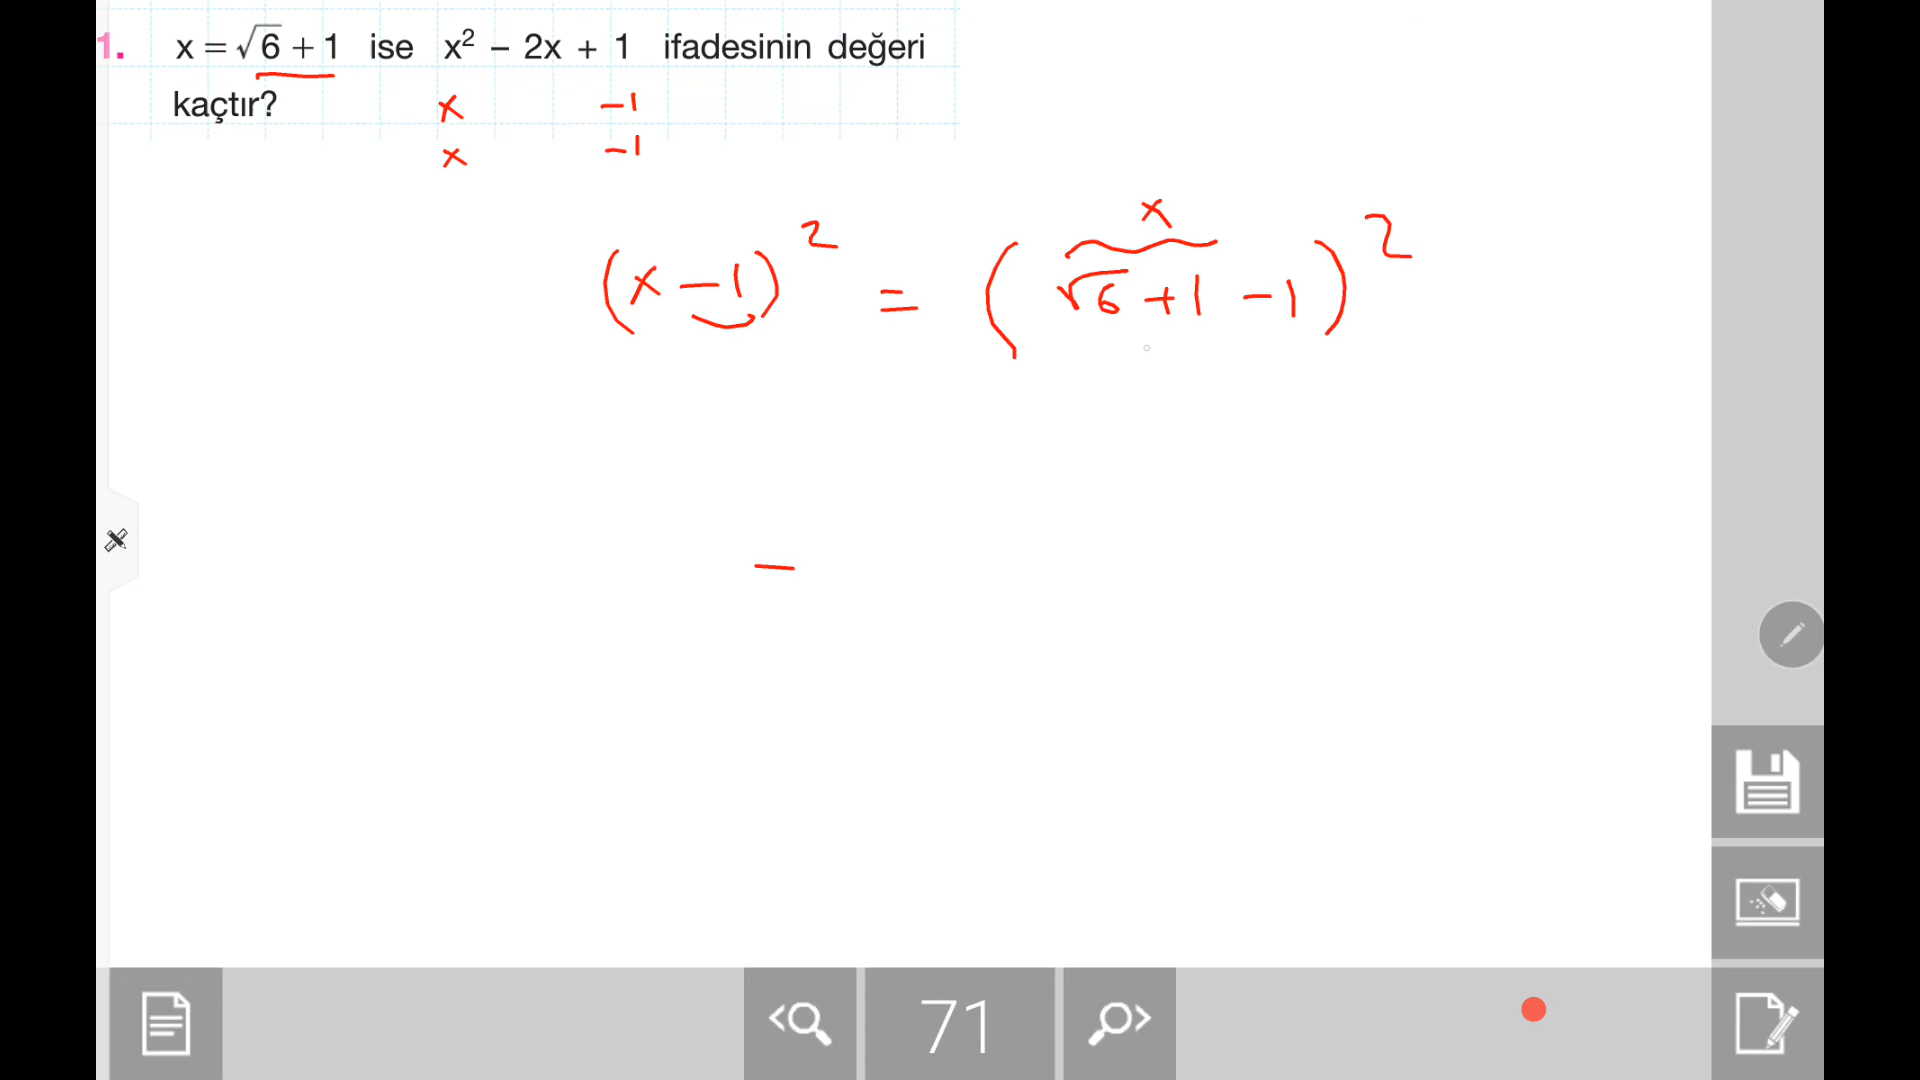 1. x = √6 + 1 ise x² − 2x + 1 ifadesinin değeri
kaçtır?
x −1
x −1
x
(x − 1)² = (√6 + 1 − 1)²
−
71